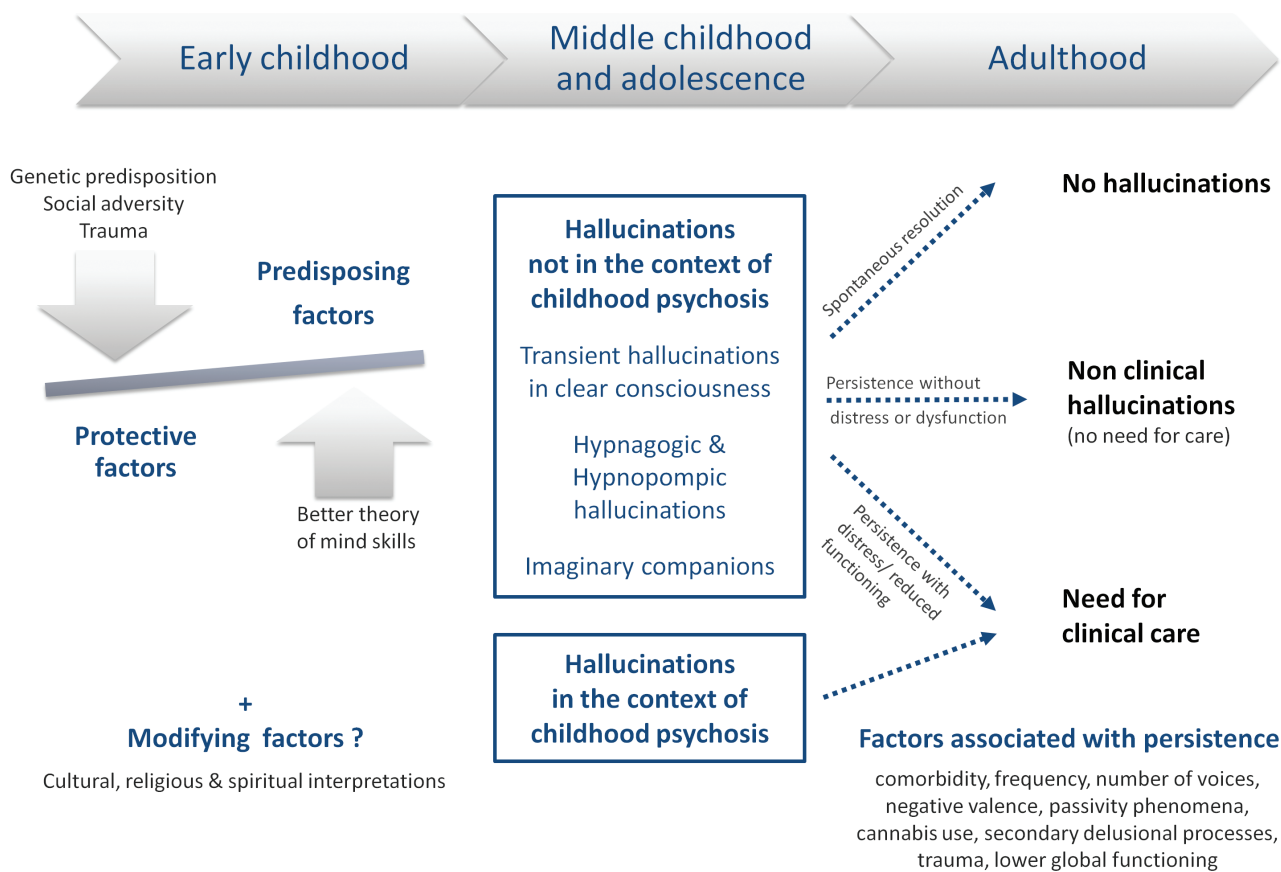 Early childhood
Middle childhood
and adolescence
Adulthood
Genetic predisposition
Social adversity
Trauma
Predisposing
factors
Protective
factors
Better theory
of mind skills
+
Modifying factors ?
Cultural, religious & spiritual interpretations
Hallucinations
not in the context of
childhood psychosis
Transient hallucinations
in clear consciousness
Hypnagogic &
Hypnopompic
hallucinations
Imaginary companions
Hallucinations
in the context of
childhood psychosis
Spontaneous resolution
Persistence without
distress or dysfunction
Persistence with
distress/ reduced
functioning
No hallucinations
Non clinical
hallucinations
(no need for care)
Need for
clinical care
Factors associated with persistence
comorbidity, frequency, number of voices,
negative valence, passivity phenomena,
cannabis use, secondary delusional processes,
trauma, lower global functioning